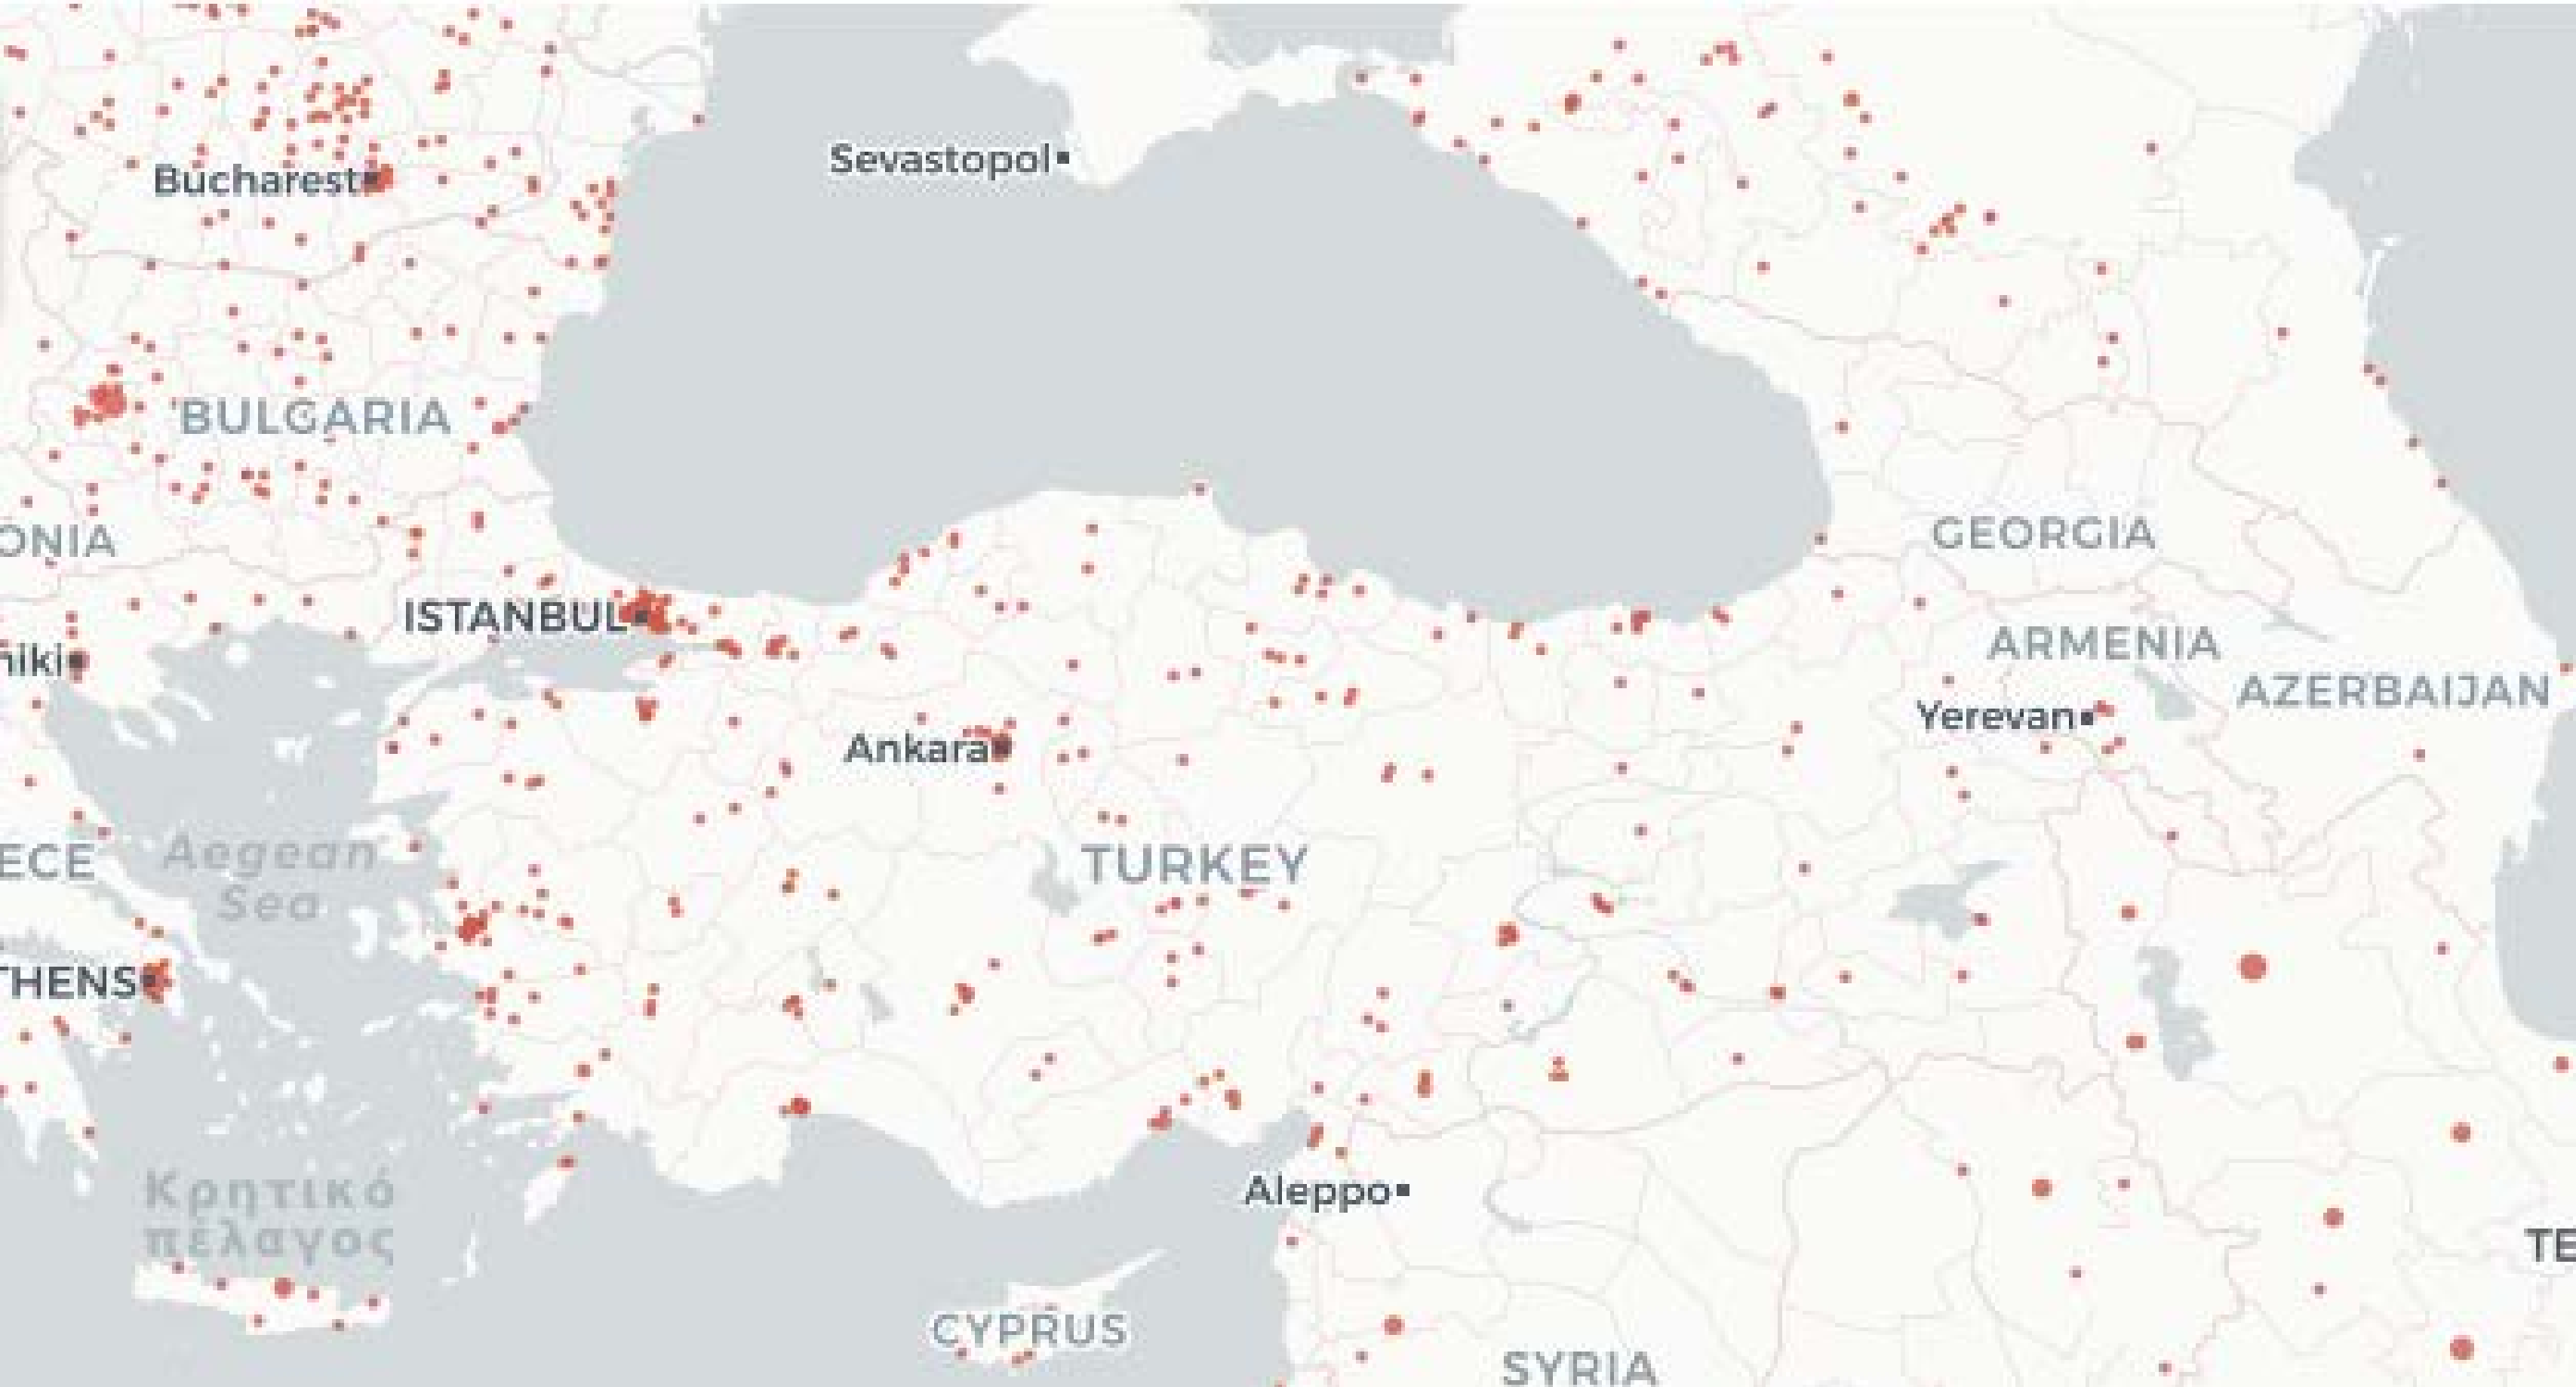 Sevastopol
Bucharest
BULGARIA
ONIA
GEORGIA
ISTANBUL
ARMENIA
niki
AZERBAIJAN
Yerevan
Ankara
Aegean
Sea
ECE
TURKEY
THENS
Aleppo
Κρητικό
πέλαγος
TE
CYPRUS
SYRIA